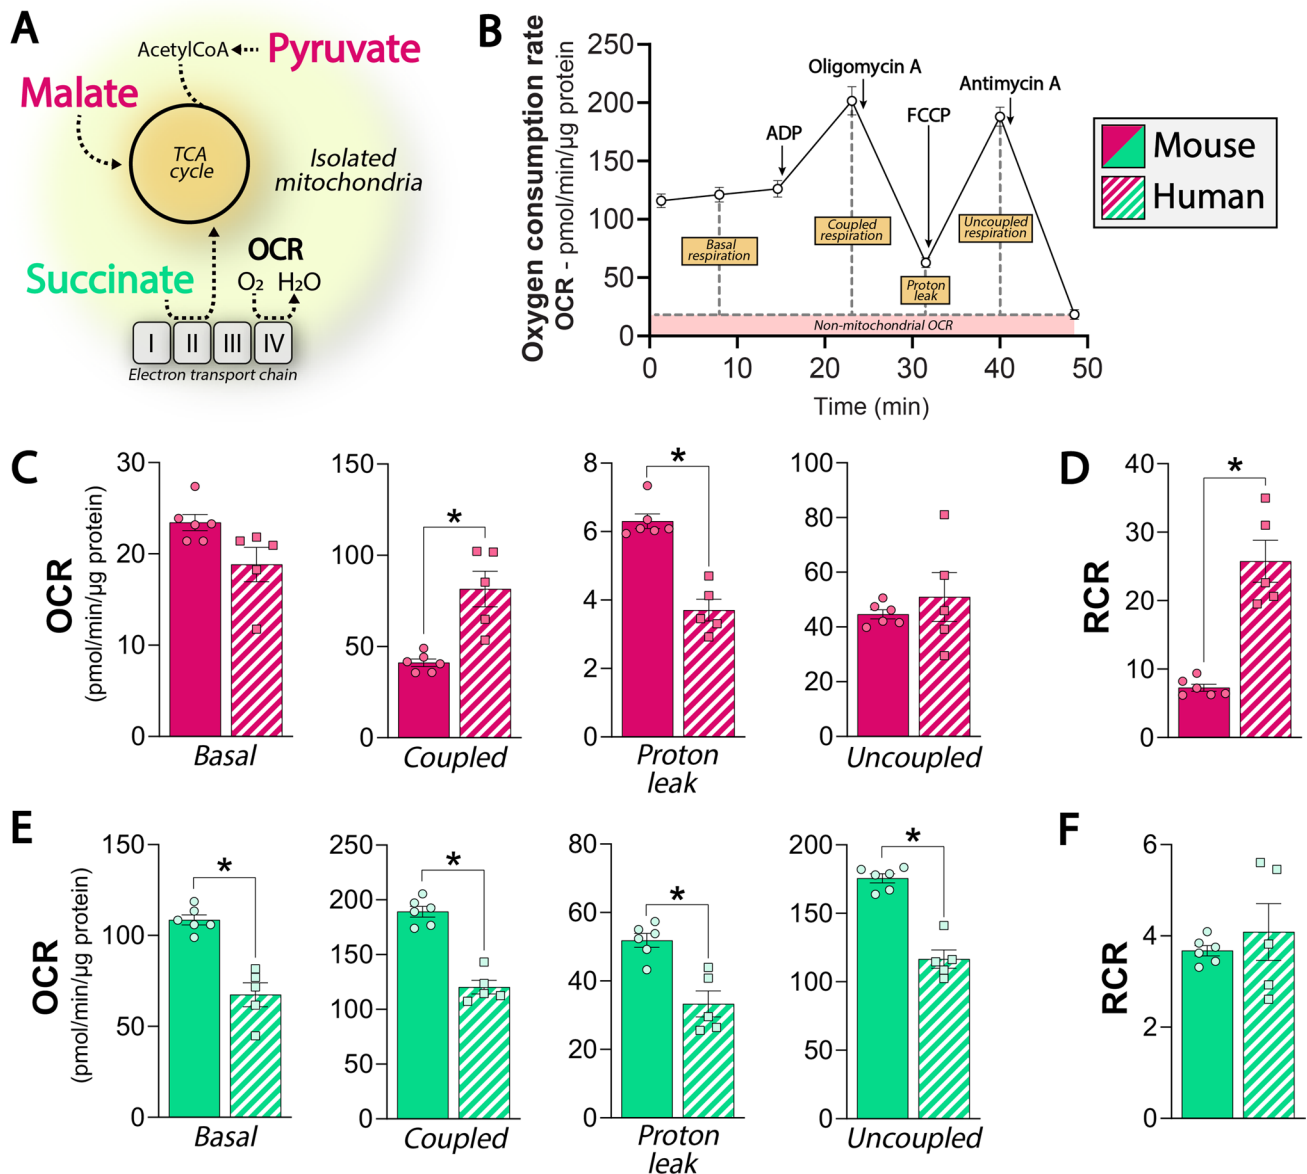 A
AcetylCoA
Pyruvate
Malate
TCA
cycle
Isolated
mitochondria
OCR
Succinate
O₂ H₂O
I II III IV
Electron transport chain
B
Oxygen consumption rate
OCR - pmol/min/µg protein
250
200
150
100
50
0
0 10 20 30 40 50
Time (min)
ADP
Oligomycin A
FCCP
Antimycin A
Basal
respiration
Coupled
respiration
Proton
leak
Uncoupled
respiration
Non-mitochondrial OCR
Mouse
Human
C
OCR
(pmol/min/µg protein)
30
20
10
0
Basal
150
100
50
0
*
Coupled
8
6
4
2
0
*
Proton
leak
100
80
60
40
20
0
Uncoupled
D
RCR
40
30
20
10
0
*
E
OCR
(pmol/min/µg protein)
150
100
50
0
*
Basal
250
200
150
100
50
0
*
Coupled
80
60
40
20
0
*
Proton
leak
200
150
100
50
0
*
Uncoupled
F
RCR
6
4
2
0